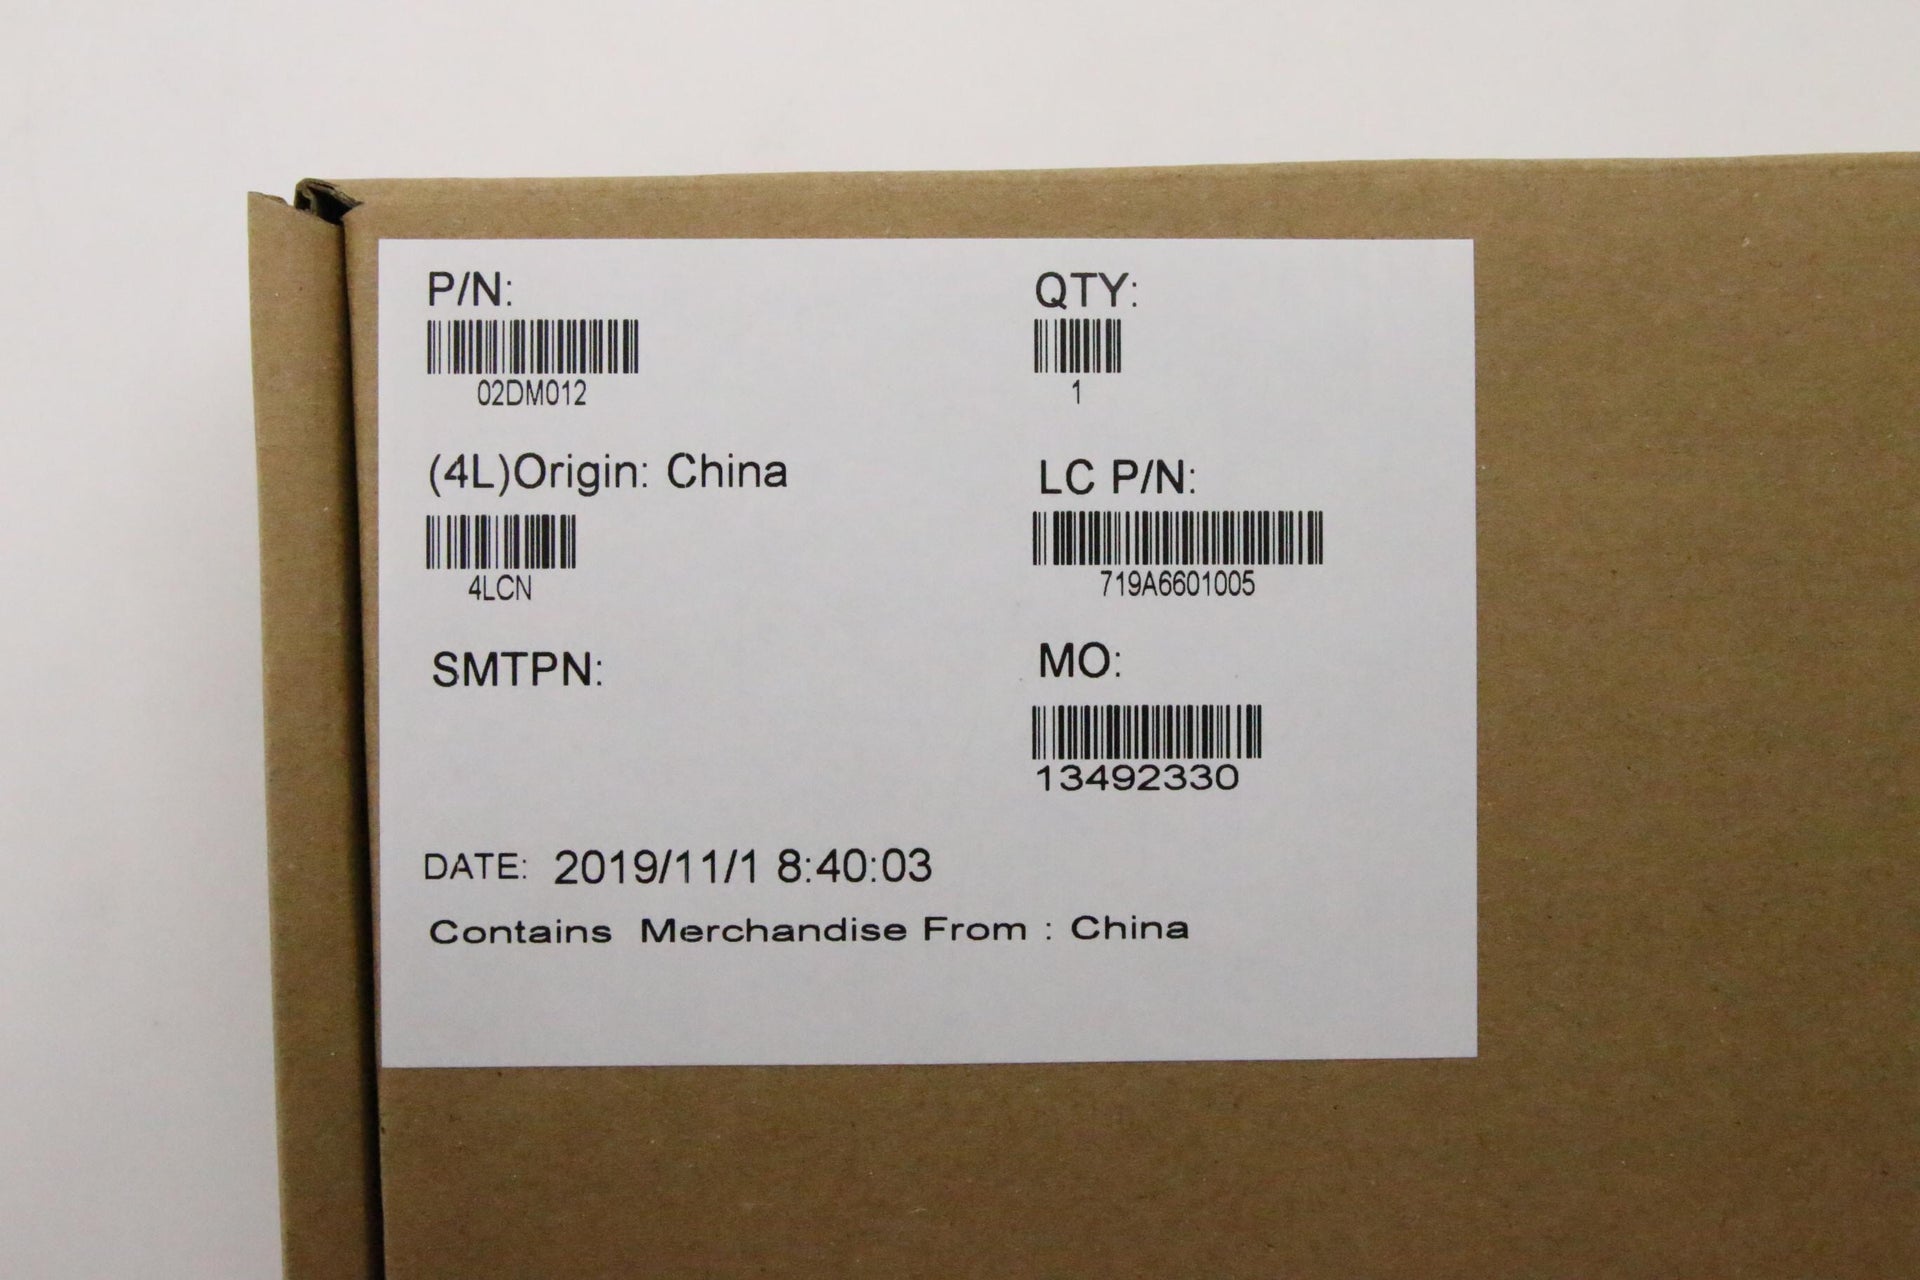 P/N:
02DM012
QTY:
1
(4L)Origin: China
4LCN
LC P/N:
719A6601005
SMTPN:
MO:
13492330
DATE: 2019/11/1 8:40:03
Contains Merchandise From : China